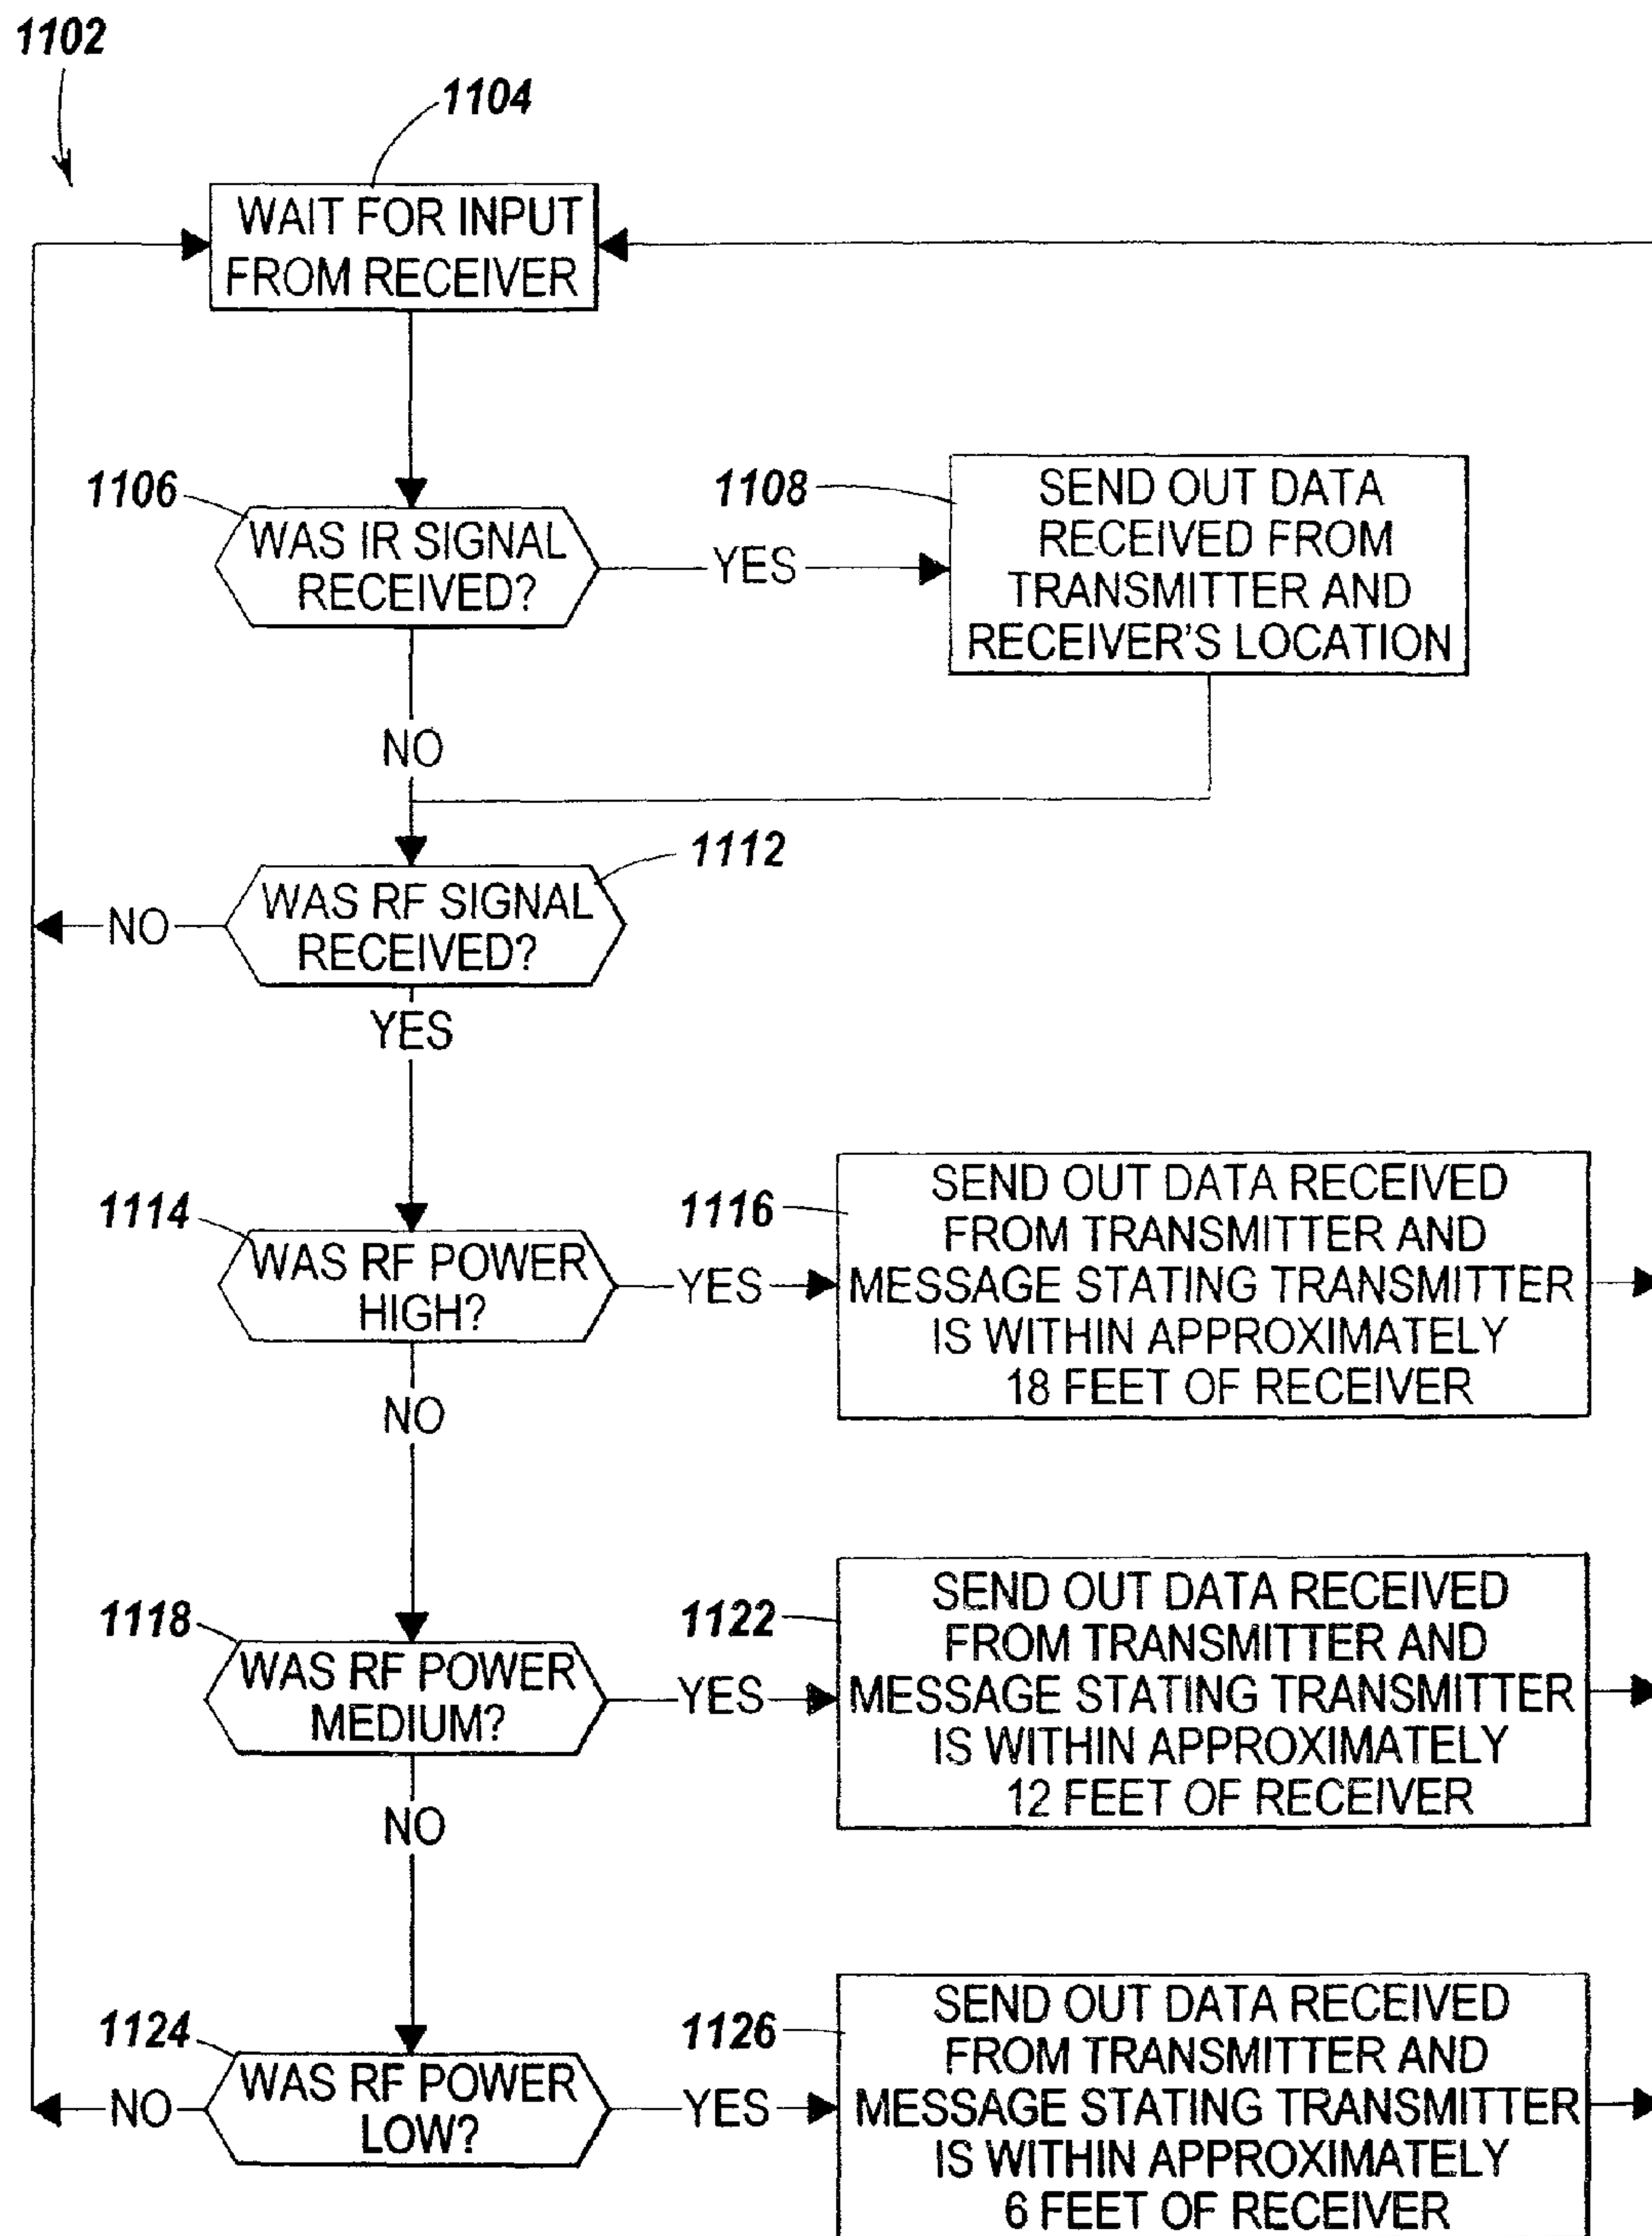 1102
1104
WAIT FOR INPUT
FROM RECEIVER
1106
WAS IR SIGNAL
RECEIVED?
YES
1108
SEND OUT DATA
RECEIVED FROM
TRANSMITTER AND
RECEIVER'S LOCATION
NO
1112
WAS RF SIGNAL
RECEIVED?
NO
YES
1114
WAS RF POWER
HIGH?
YES
1116
SEND OUT DATA RECEIVED
FROM TRANSMITTER AND
MESSAGE STATING TRANSMITTER
IS WITHIN APPROXIMATELY
18 FEET OF RECEIVER
NO
1118
WAS RF POWER
MEDIUM?
YES
1122
SEND OUT DATA RECEIVED
FROM TRANSMITTER AND
MESSAGE STATING TRANSMITTER
IS WITHIN APPROXIMATELY
12 FEET OF RECEIVER
NO
1124
WAS RF POWER
LOW?
NO
YES
1126
SEND OUT DATA RECEIVED
FROM TRANSMITTER AND
MESSAGE STATING TRANSMITTER
IS WITHIN APPROXIMATELY
6 FEET OF RECEIVER